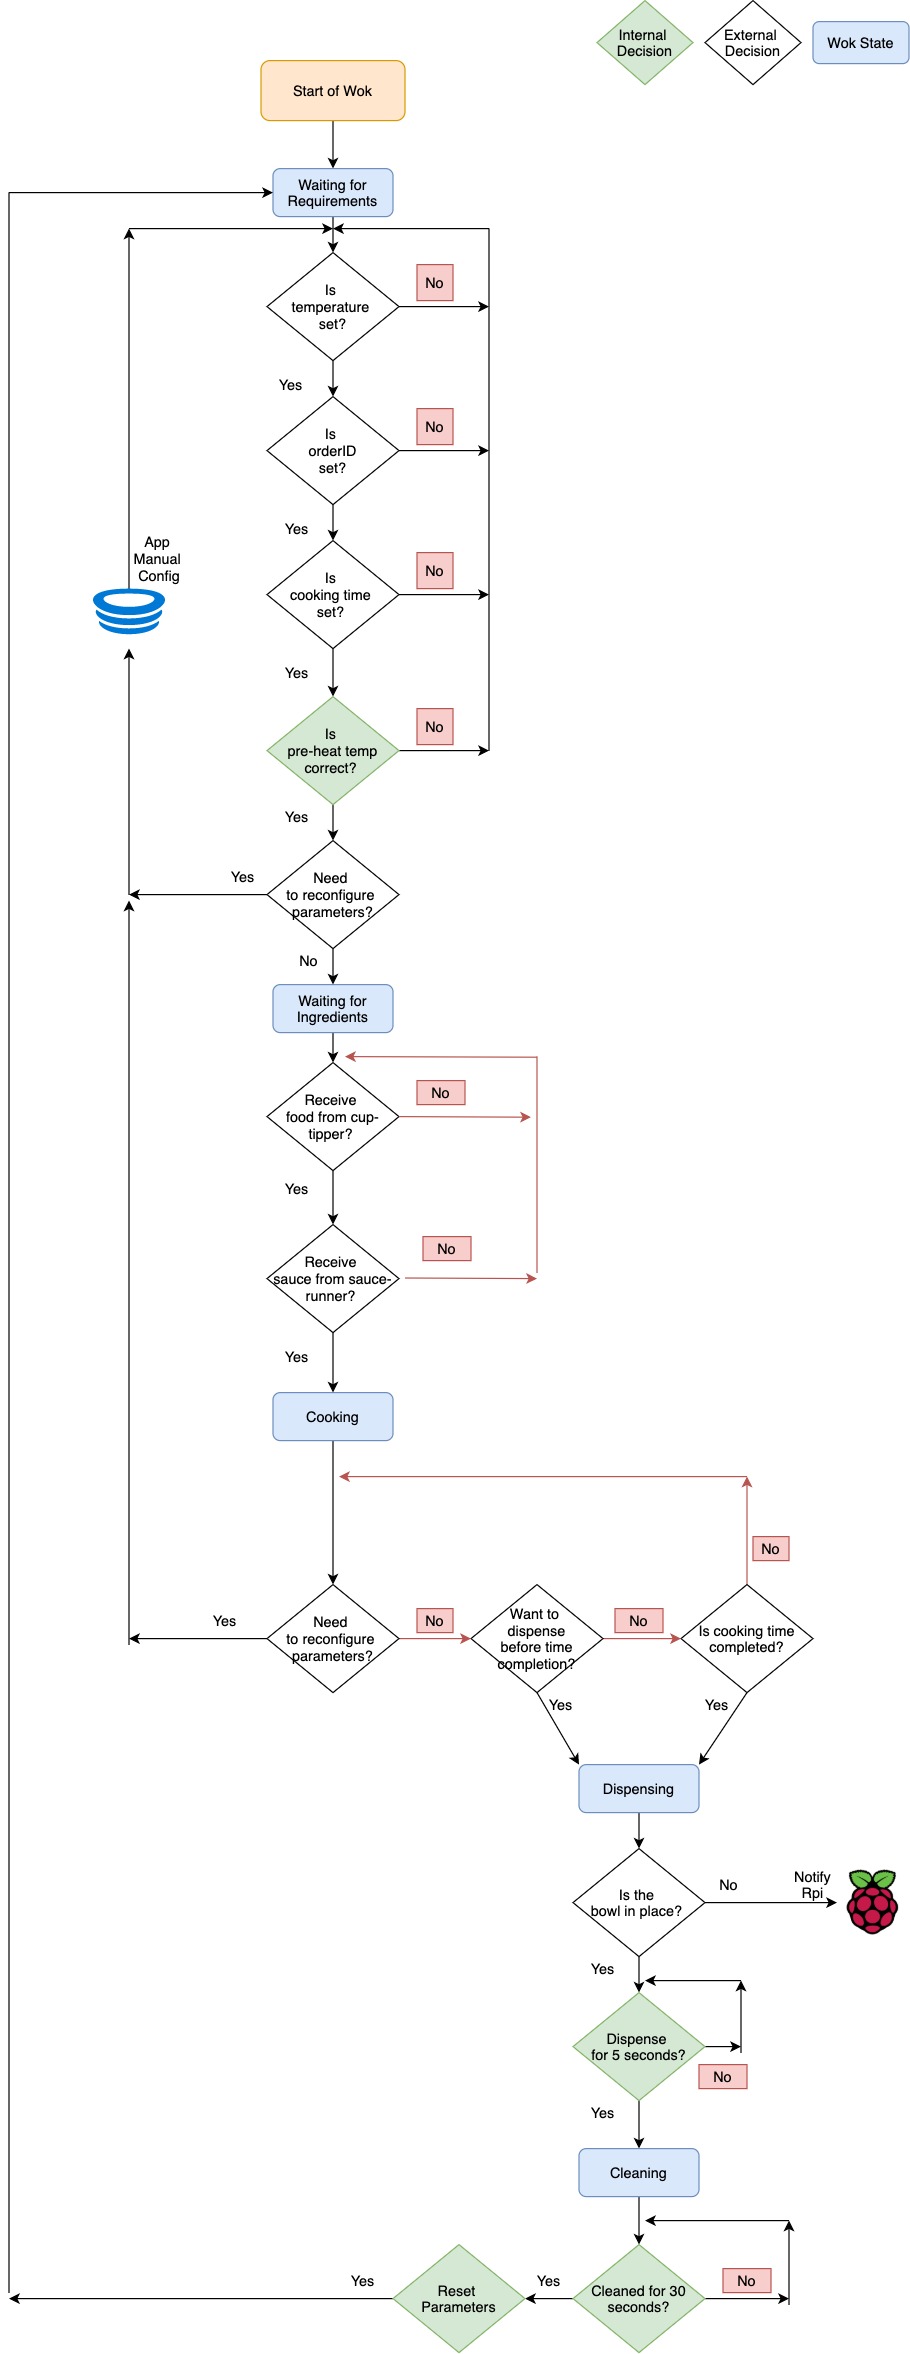 Internal
Decision
External
Decision
Wok State
Start of Wok
Waiting for
Requirements
Is
temperature
set?
No
Yes
Is
orderID
set?
No
Yes
App
Manual
Config
Is
cooking time
set?
No
Yes
Is
pre-heat temp
correct?
No
Yes
Need
to reconfigure
parameters?
Yes
No
Waiting for
Ingredients
Receive
food from cup-
tipper?
No
Yes
Receive
sauce from sauce-
runner?
No
Yes
Cooking
Need
to reconfigure
parameters?
Yes
No
Want to
dispense
before time
completion?
No
Yes
Is cooking time
completed?
No
Yes
Dispensing
Is the
bowl in place?
No
Notify
Rpi
Yes
Dispense
for 5 seconds?
No
Yes
Cleaning
Cleaned for 30
seconds?
No
Yes
Reset
Parameters
Yes